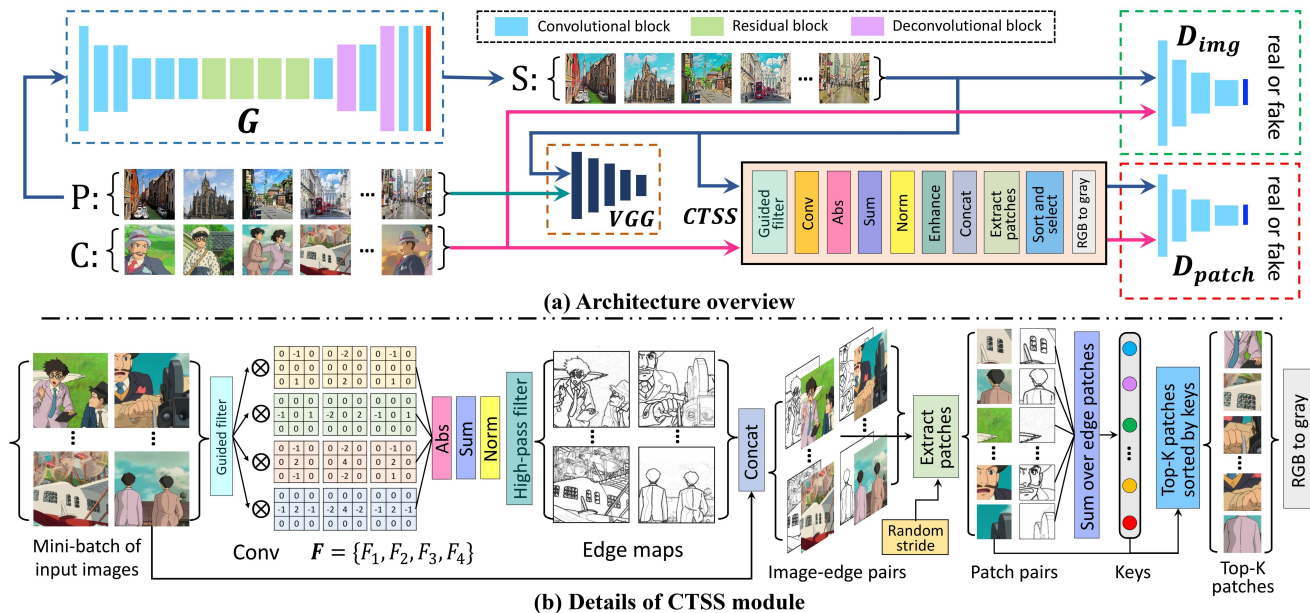 Convolutional block
Residual block
Deconvolutional block
G
S:
...
D_img
real or fake
P:
...
C:
...
VGG
CTSS
Guided filter
Conv
Abs
Sum
Norm
Enhance
Concat
Extract patches
Sort and select
RGB to gray
D_patch
real or fake
(a) Architecture overview
Guided filter
0 -1 0 0 -2 0 0 -1 0
0 0 0 0 0 0 0 0 0
0 1 0 0 2 0 0 1 0
0 0 0 0 0 0 0 0 0
-1 0 1 -2 0 2 -1 0 1
0 0 0 0 0 0 0 0 0
0 -1 0 0 -2 0 0 -1 0
0 2 0 0 4 0 0 2 0
0 -1 0 0 -2 0 0 -1 0
0 0 0 0 0 0 0 0 0
-1 2 -1 -2 4 -2 -1 2 -1
0 0 0 0 0 0 0 0 0
Abs
Sum
Norm
High-pass filter
Concat
Extract patches
Random
stride
Sum over edge patches
Top-K patches
sorted by keys
RGB to gray
Mini-batch of
input images
Conv
F = {F1, F2, F3, F4}
Edge maps
Image-edge pairs
Patch pairs
Keys
Top-K
patches
(b) Details of CTSS module